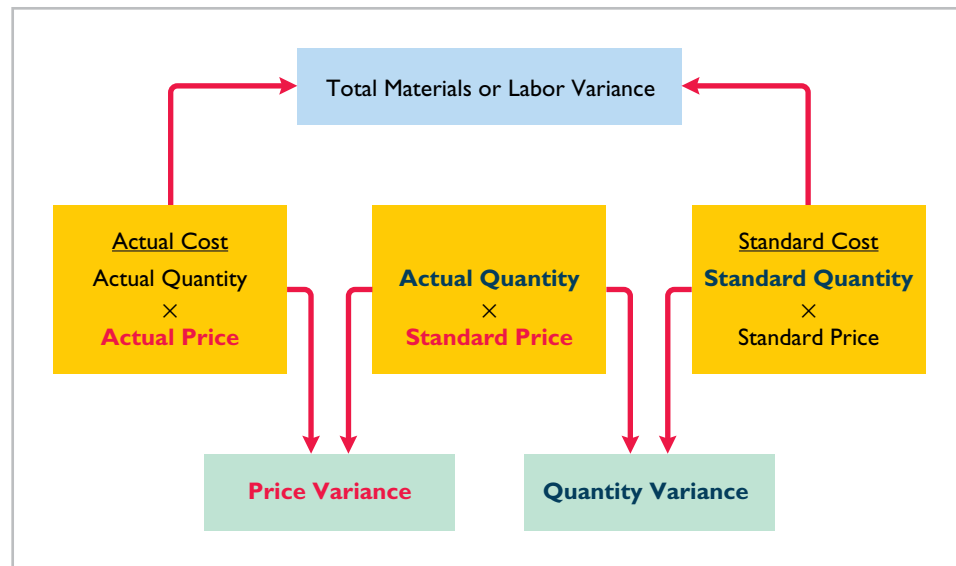 Total Materials or Labor Variance
Actual Cost
Actual Quantity
×
Actual Price
Actual Quantity
×
Standard Price
Standard Cost
Standard Quantity
×
Standard Price
Price Variance
Quantity Variance